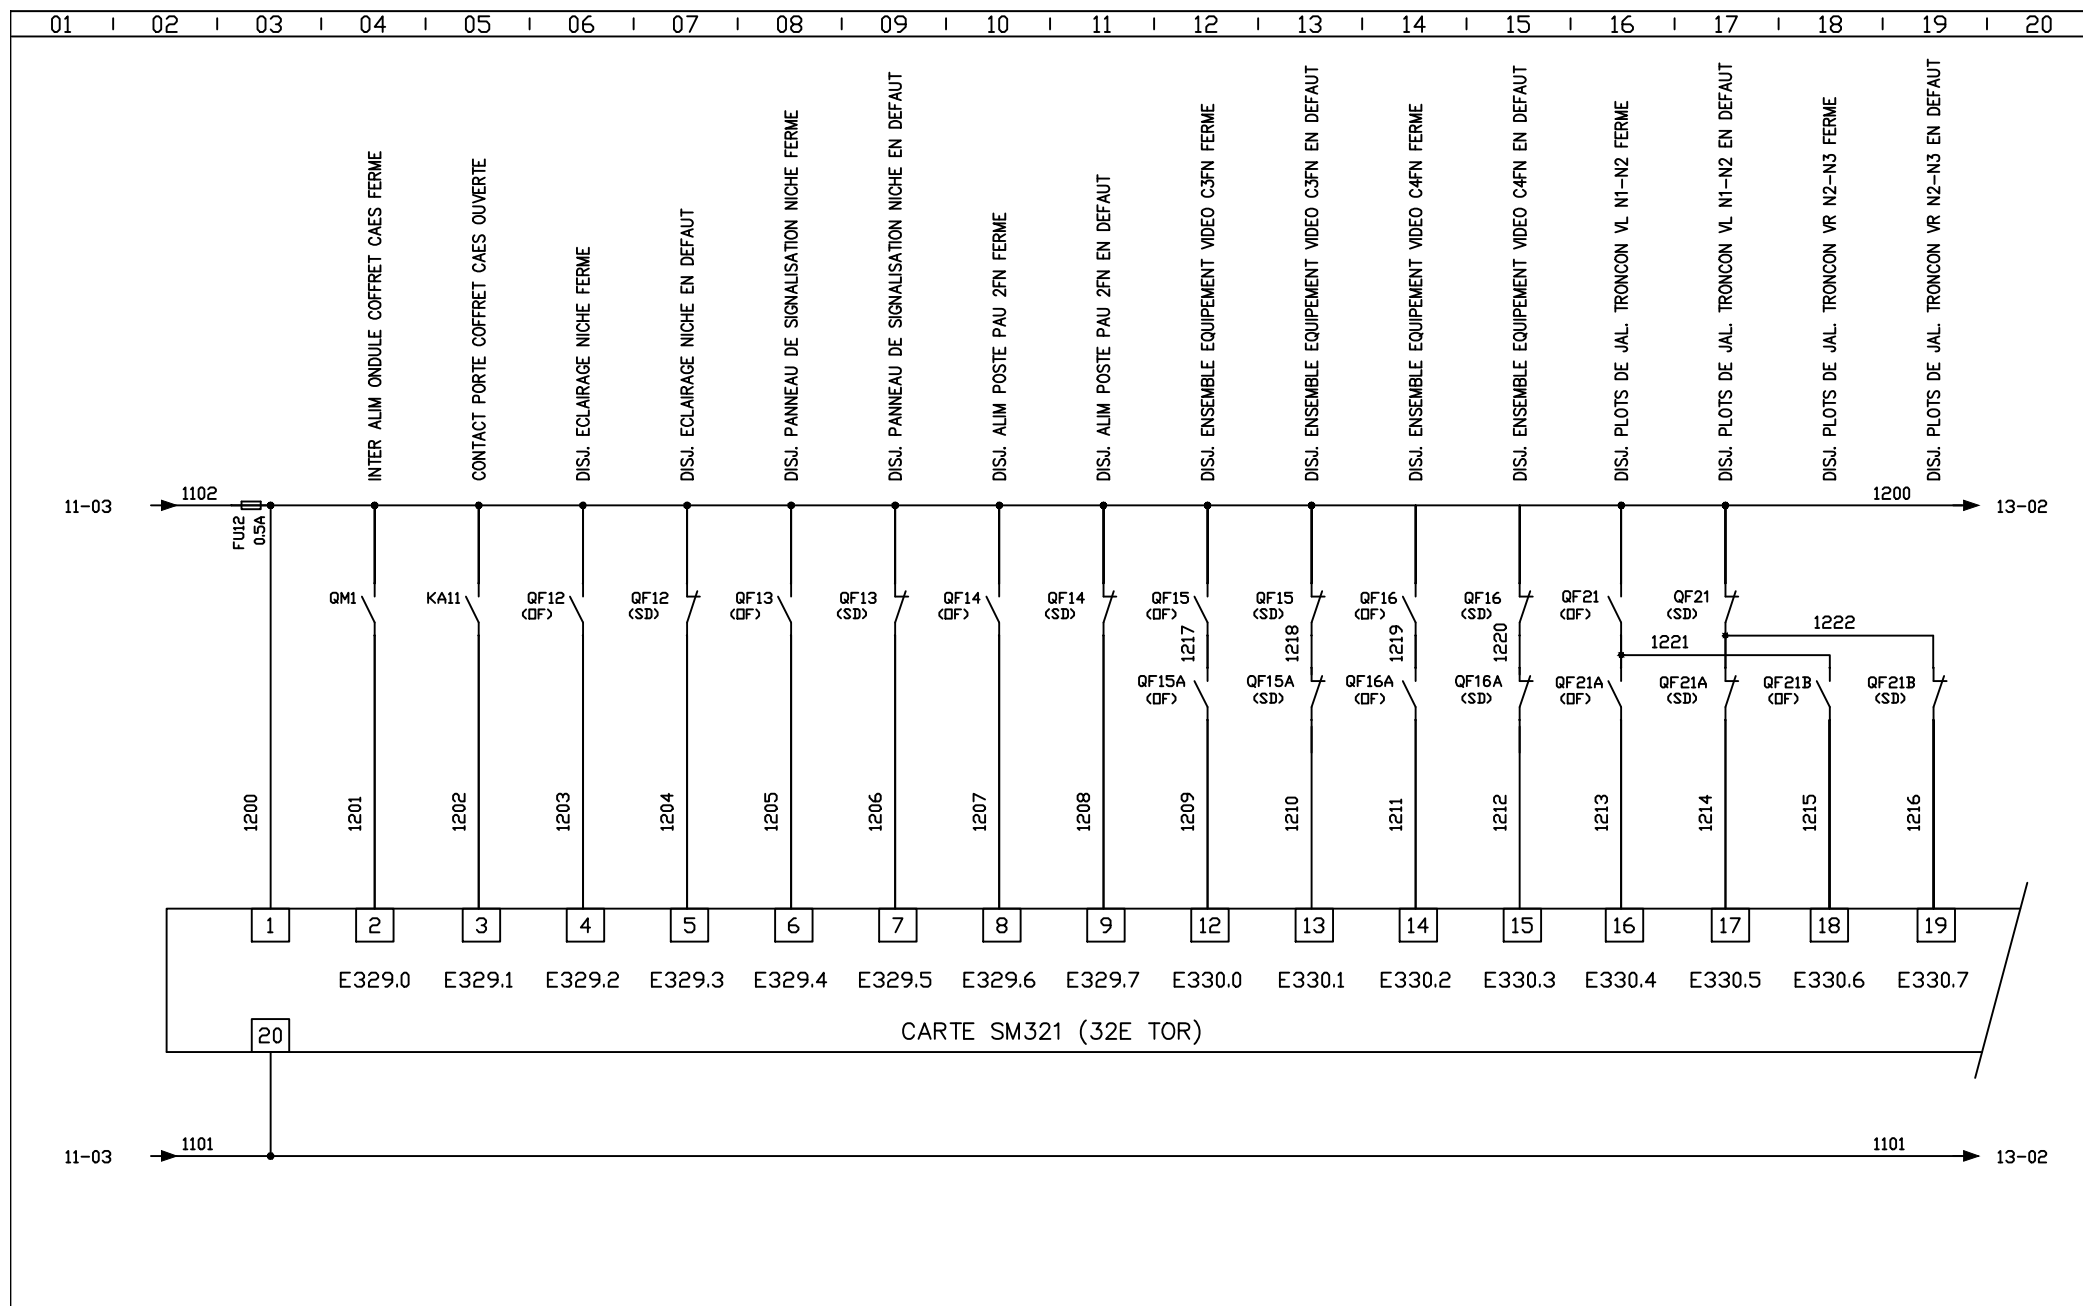 01 02 03 04 05 06 07 08 09 10 11 12 13 14 15 16 17 18 19 20
INTER ALIM ONDULE COFFRET CAES FERME
CONTACT PORTE COFFRET CAES OUVERTE
DISJ. ECLAIRAGE NICHE FERME
DISJ. ECLAIRAGE NICHE EN DEFAUT
DISJ. PANNEAU DE SIGNALISATION NICHE FERME
DISJ. PANNEAU DE SIGNALISATION NICHE EN DEFAUT
DISJ. ALIM POSTE PAU 2FN FERME
DISJ. ALIM POSTE PAU 2FN EN DEFAUT
DISJ. ENSEMBLE EQUIPEMENT VIDEO C3FN FERME
DISJ. ENSEMBLE EQUIPEMENT VIDEO C3FN EN DEFAUT
DISJ. ENSEMBLE EQUIPEMENT VIDEO C4FN FERME
DISJ. ENSEMBLE EQUIPEMENT VIDEO C4FN EN DEFAUT
DISJ. PLOTS DE JAL. TRONCON VL N1-N2 FERME
DISJ. PLOTS DE JAL. TRONCON VL N1-N2 EN DEFAUT
DISJ. PLOTS DE JAL. TRONCON VR N2-N3 FERME
DISJ. PLOTS DE JAL. TRONCON VR N2-N3 EN DEFAUT
11-03 1102 1200 13-02
FU12
0.5A
QM1 KA11 QF12 QF12 QF13 QF13 QF14 QF14 QF15 QF15 QF16 QF16 QF21 QF21
(OF) (SD) (OF) (SD) (OF) (SD) (OF) (SD) (OF) (SD) (OF) (SD)
1217 1218 1219 1220 1221 1222
QF15A QF15A QF16A QF16A QF21A QF21A QF21B QF21B
(OF) (SD) (OF) (SD) (OF) (SD) (OF) (SD)
1200 1201 1202 1203 1204 1205 1206 1207 1208 1209 1210 1211 1212 1213 1214 1215 1216
1 2 3 4 5 6 7 8 9 12 13 14 15 16 17 18 19
E329.0 E329.1 E329.2 E329.3 E329.4 E329.5 E329.6 E329.7 E330.0 E330.1 E330.2 E330.3 E330.4 E330.5 E330.6 E330.7
20 CARTE SM321 (32E TOR)
11-03 1101 1101 13-02